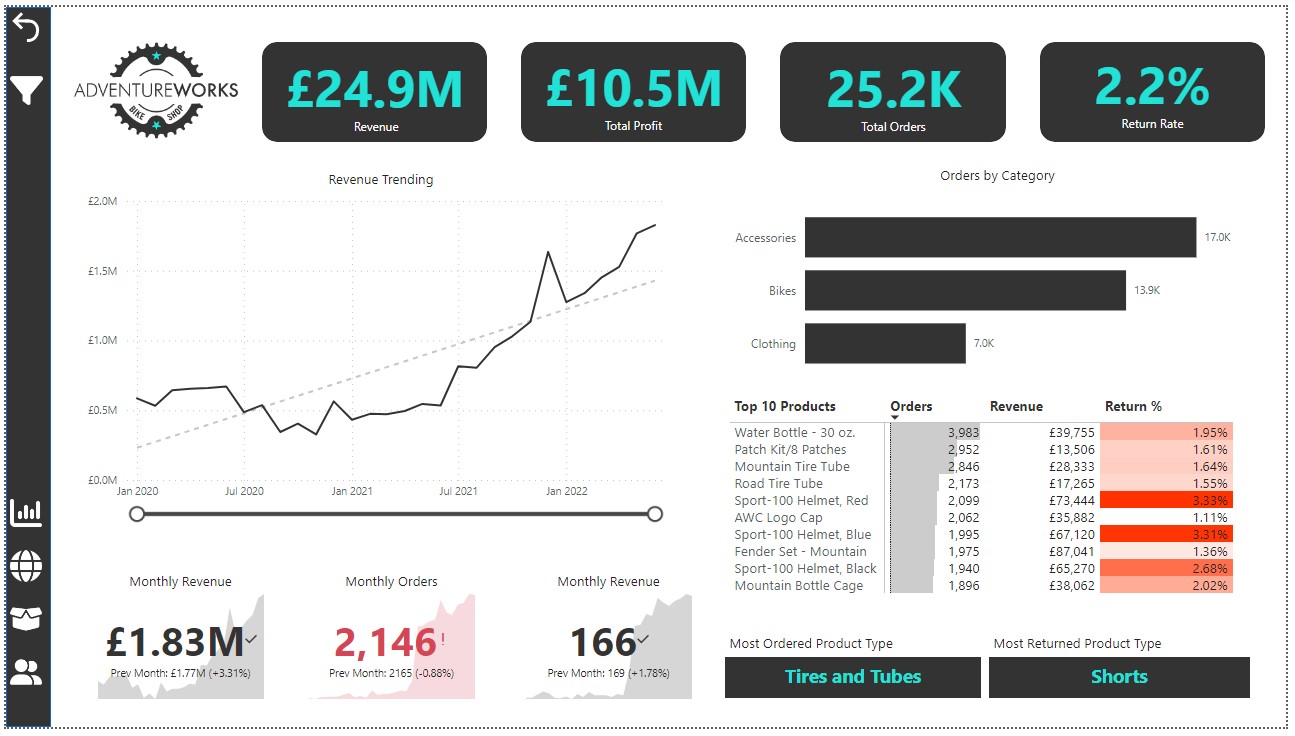 ADVENTUREWORKS
BIKE SHOP
£24.9M
Revenue
£10.5M
Total Profit
25.2K
Total Orders
2.2%
Return Rate
Revenue Trending
£2.0M
£1.5M
£1.0M
£0.5M
£0.0M
Jan 2020 Jul 2020 Jan 2021 Jul 2021 Jan 2022
Orders by Category
Accessories 17.0K
Bikes 13.9K
Clothing 7.0K
Top 10 Products Orders Revenue Return %
Water Bottle - 30 oz. 3,983 £39,755 1.95%
Patch Kit/8 Patches 2,952 £13,506 1.61%
Mountain Tire Tube 2,846 £28,333 1.64%
Road Tire Tube 2,173 £17,265 1.55%
Sport-100 Helmet, Red 2,099 £73,444 3.33%
AWC Logo Cap 2,062 £35,882 1.11%
Sport-100 Helmet, Blue 1,995 £67,120 3.31%
Fender Set - Mountain 1,975 £87,041 1.36%
Sport-100 Helmet, Black 1,940 £65,270 2.68%
Mountain Bottle Cage 1,896 £38,062 2.02%
Monthly Revenue
£1.83M
Prev Month: £1.77M (+3.31%)
Monthly Orders
2,146!
Prev Month: 2165 (-0.88%)
Monthly Revenue
166
Prev Month: 169 (+1.78%)
Most Ordered Product Type
Tires and Tubes
Most Returned Product Type
Shorts